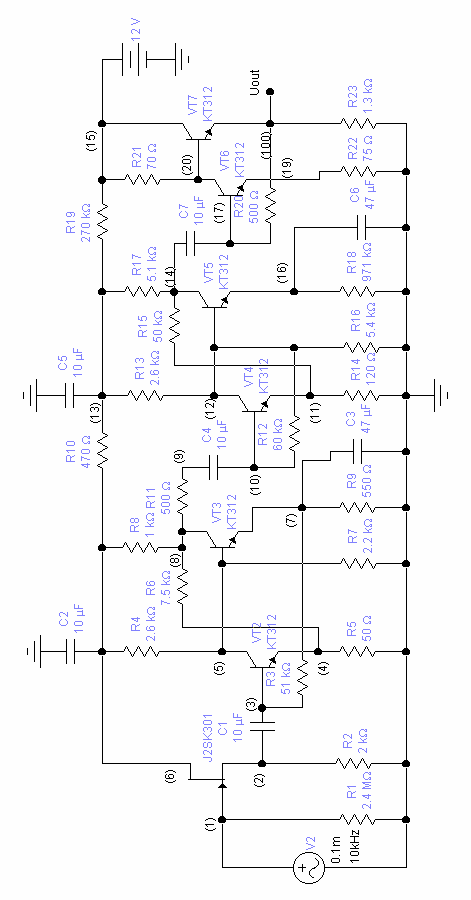 V2
0.1m
10kHz
R1
2.4 MΩ
R2
2 kΩ
(1)
(2)
(6)
J2SK301
C1
10 µF
(3)
R3
51 kΩ
VT2
KT312
(4)
R5
50 Ω
(5)
R4
2.6 kΩ
C2
10 µF
R6
7.5 kΩ
R8
1 kΩ
(8)
R11
500 Ω
VT3
KT312
(7)
R7
2.2 kΩ
R9
550 Ω
C3
47 µF
(9)
C4
10 µF
(10)
R12
60 kΩ
R10
470 Ω
(13)
C5
10 µF
R13
2.6 kΩ
(12)
VT4
KT312
(11)
R14
120 Ω
R16
5.4 kΩ
R15
50 kΩ
R17
5.1 kΩ
(14)
VT5
KT312
(16)
R18
971 kΩ
C6
47 µF
R19
270 kΩ
C7
10 µF
(17)
R20
500 Ω
VT6
KT312
(19)
R22
75 Ω
R21
70 Ω
(20)
(15)
VT7
KT312
(100)
Uout
R23
1.3 kΩ
12 V